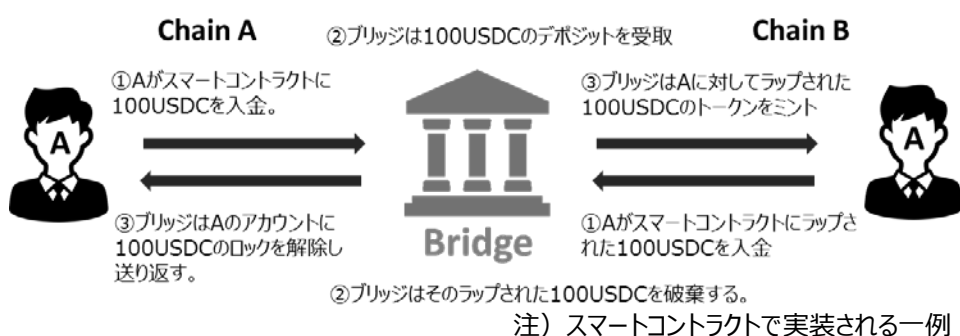 Chain A
②ブリッジは100USDCのデポジットを受取
Chain B
①Aがスマートコントラクトに
100USDCを入金。
③ブリッジはAに対してラップされた
100USDCのトークンをミント
A
A
③ブリッジはAのアカウントに
100USDCのロックを解除し
送り返す。
Bridge
①Aがスマートコントラクトにラップさ
れた100USDCを入金
②ブリッジはそのラップされた100USDCを破棄する。
注）スマートコントラクトで実装される一例